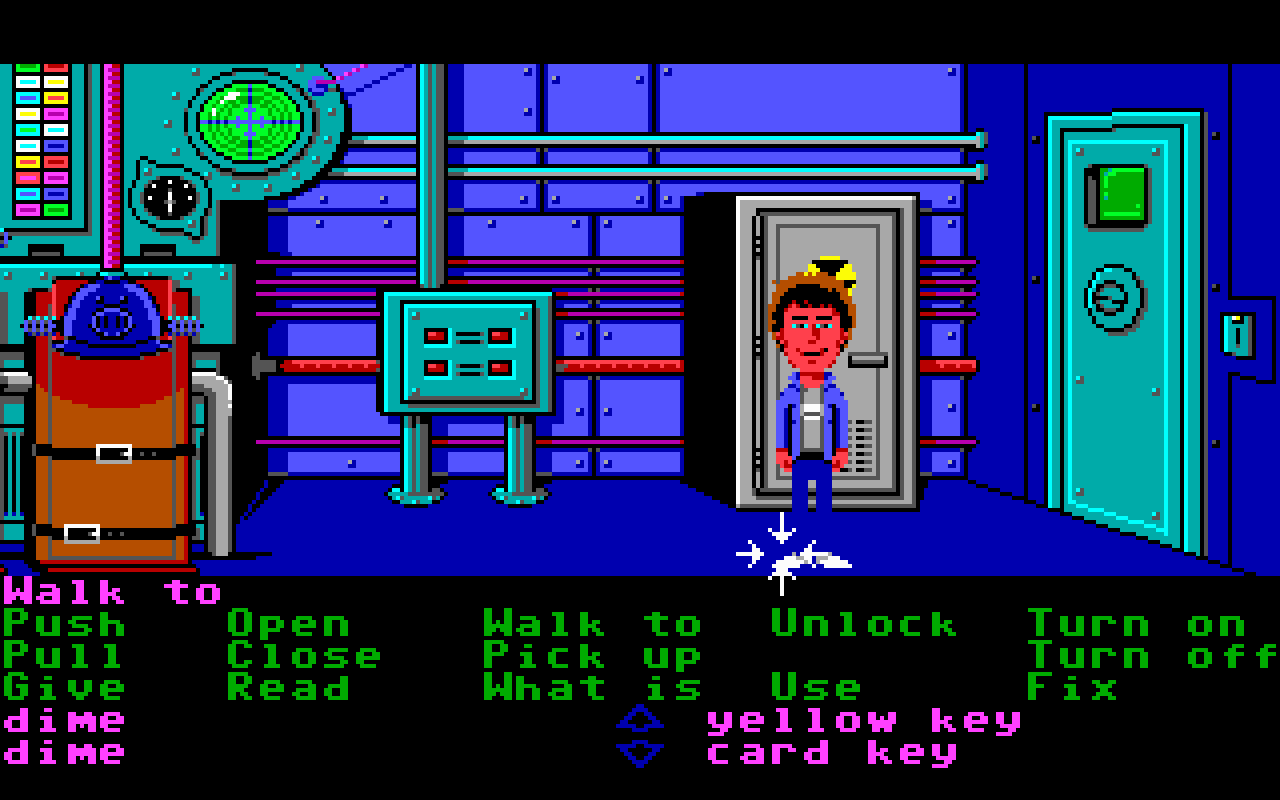 Walk to
Push Open Walk to Unlock Turn on
Pull Close Pick up Turn off
Give Read What is Use Fix
dime yellow key
dime card key